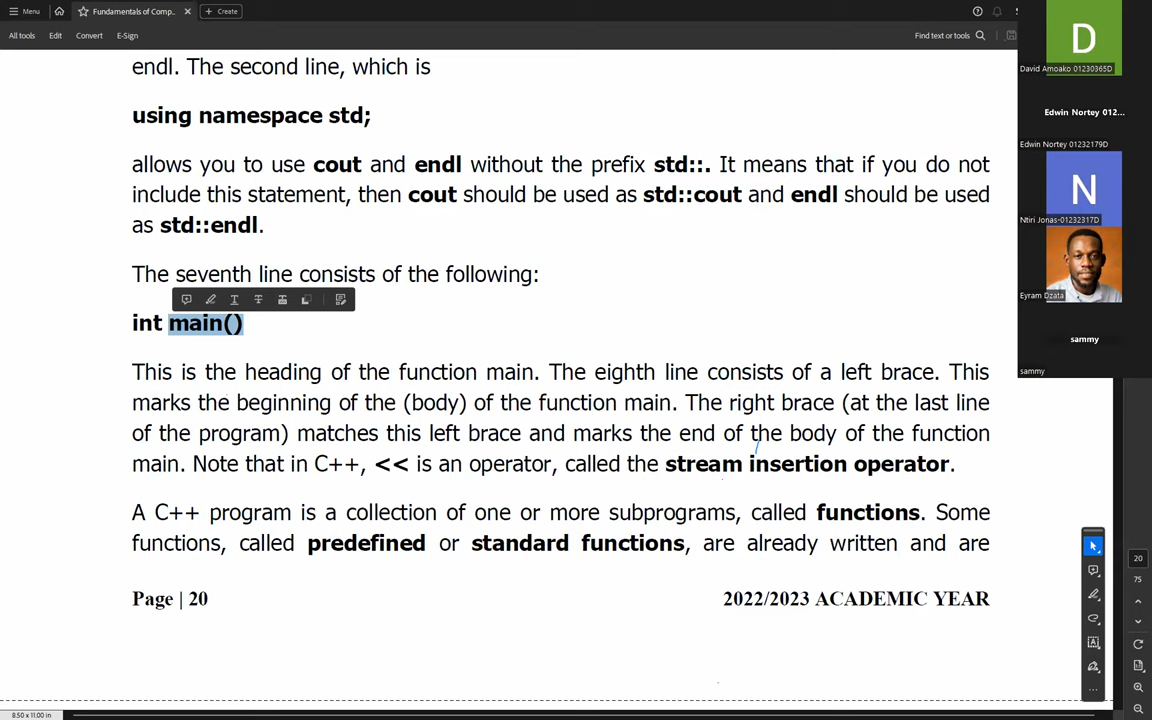 Menu
Fundamentals of Comp..
+ Create
All tools Edit Convert E-Sign
Find text or tools
endl. The second line, which is
using namespace std;
allows you to use cout and endl without the prefix std::. It means that if you do not
include this statement, then cout should be used as std::cout and endl should be used
as std::endl.
The seventh line consists of the following:
int main()
This is the heading of the function main. The eighth line consists of a left brace. This
marks the beginning of the (body) of the function main. The right brace (at the last line
of the program) matches this left brace and marks the end of the body of the function
main. Note that in C++, << is an operator, called the stream insertion operator.
A C++ program is a collection of one or more subprograms, called functions. Some
functions, called predefined or standard functions, are already written and are
Page | 20
2022/2023 ACADEMIC YEAR
8.50 x 11.00 in
D
David Amoako 01230365D
Edwin Nortey 012...
Edwin Nortey 01232179D
N
Ntiri Jonas-01232317D
Eyram Dzata
sammy
sammy
20
75